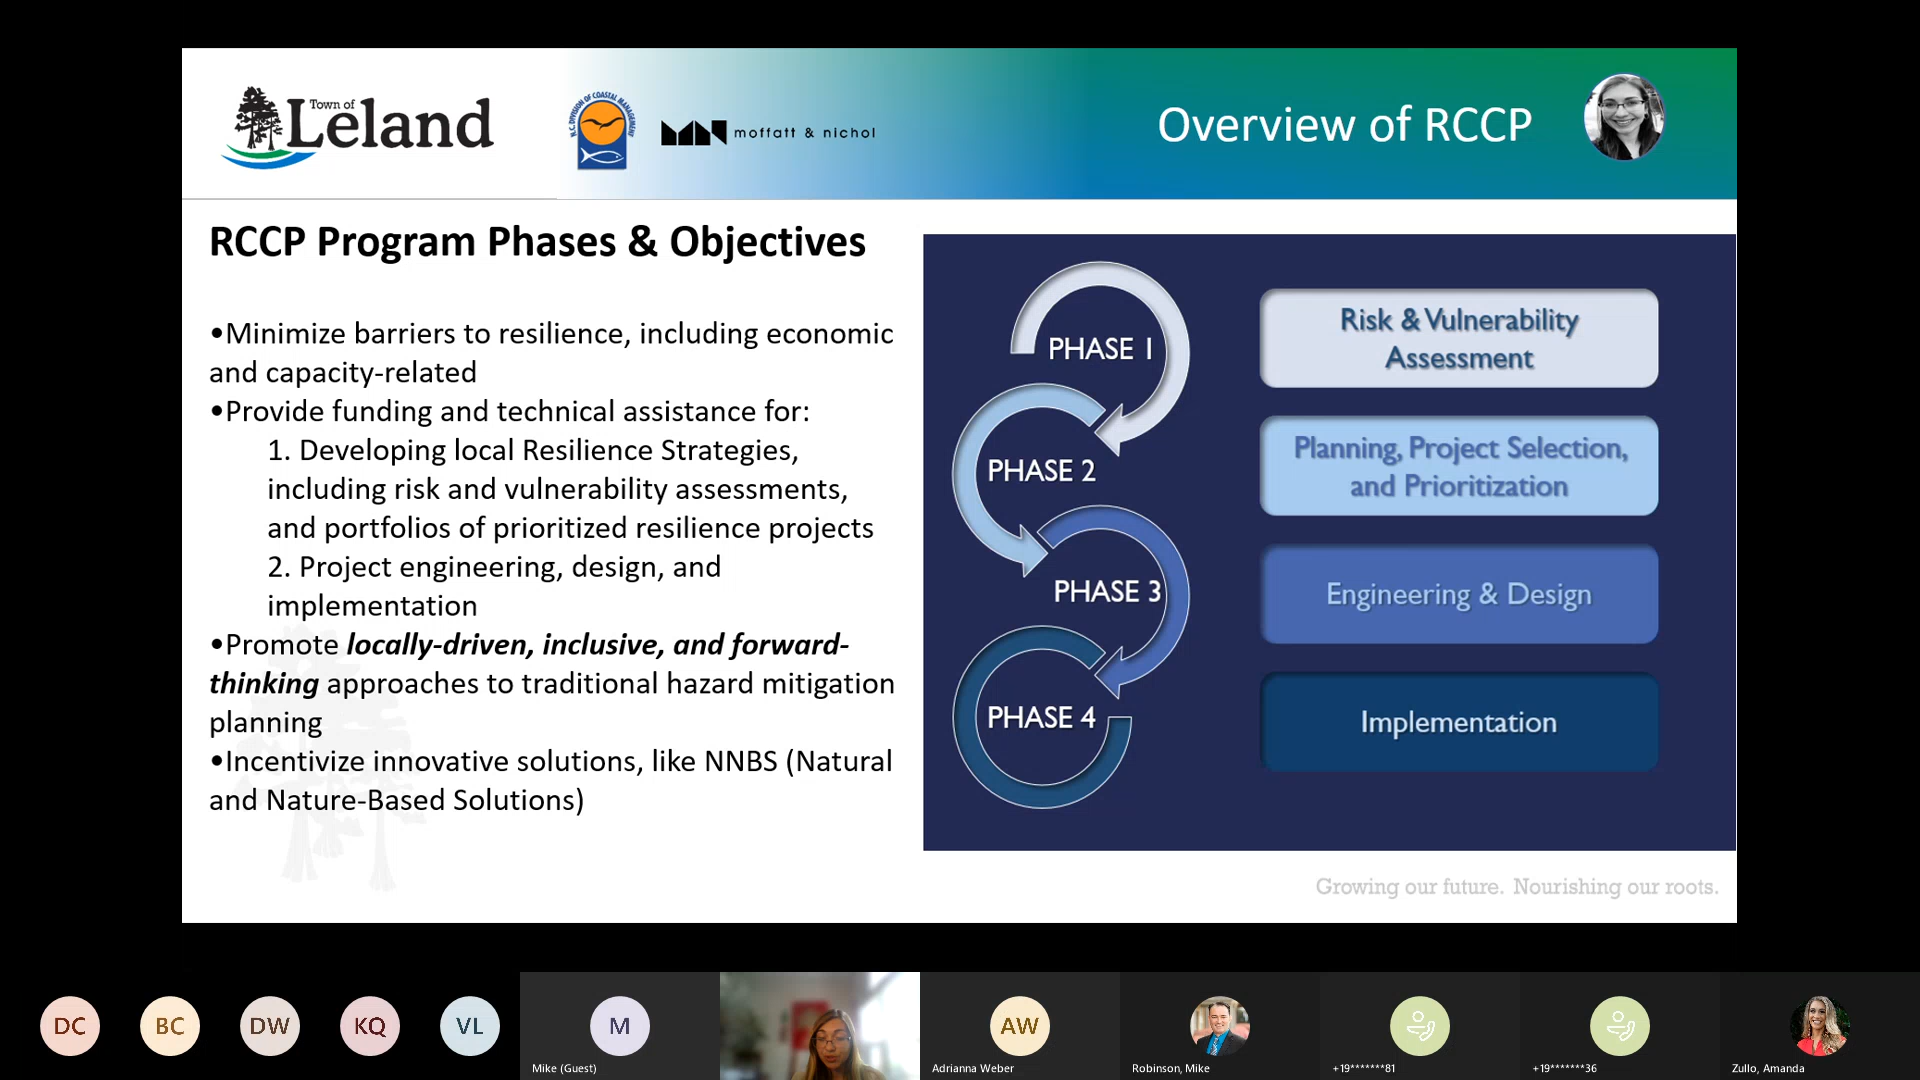 Town of
Leland
N.C. DIVISION OF COASTAL MANAGEMENT
moffatt & nichol
Overview of RCCP
RCCP Program Phases & Objectives
•Minimize barriers to resilience, including economic
and capacity-related
•Provide funding and technical assistance for:
1. Developing local Resilience Strategies,
including risk and vulnerability assessments,
and portfolios of prioritized resilience projects
2. Project engineering, design, and
implementation
•Promote locally-driven, inclusive, and forward-
thinking approaches to traditional hazard mitigation
planning
•Incentivize innovative solutions, like NNBS (Natural
and Nature-Based Solutions)
PHASE 1
Risk & Vulnerability
Assessment
PHASE 2
Planning, Project Selection,
and Prioritization
PHASE 3
Engineering & Design
PHASE 4
Implementation
Growing our future. Nourishing our roots.
DC
BC
DW
KQ
VL
M
AW
Mike (Guest)
Adrianna Weber
Robinson, Mike
+19*******81
+19*******36
Zullo, Amanda